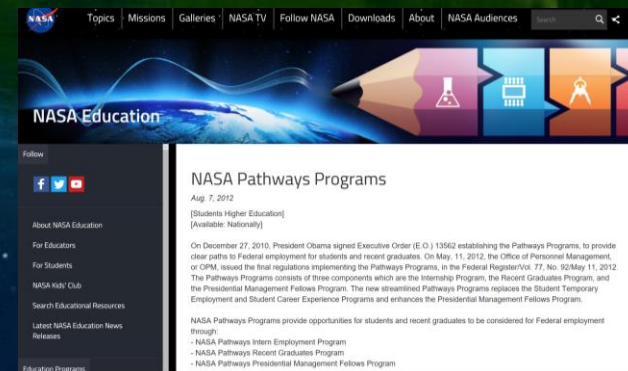 NASA
Topics Missions Galleries NASA TV Follow NASA Downloads About NASA Audiences Search
NASA Education
Follow
About NASA Education
For Educators
For Students
NASA Kids' Club
Search Educational Resources
Latest NASA Education News
Releases
Education Programs
NASA Pathways Programs
Aug. 7, 2012
[Students Higher Education]
[Available: Nationally]
On December 27, 2010, President Obama signed Executive Order (E.O.) 13562 establishing the Pathways Programs, to provide
clear paths to Federal employment for students and recent graduates. On May, 11, 2012, the Office of Personnel Management,
or OPM, issued the final regulations implementing the Pathways Programs, in the Federal Register/Vol. 77, No. 92/May 11, 2012.
The Pathways Programs consists of three components which are the Internship Program, the Recent Graduates Program, and
the Presidential Management Fellows Program. The new streamlined Pathways Programs replaces the Student Temporary
Employment and Student Career Experience Programs and enhances the Presidential Management Fellows Program.
NASA Pathways Programs provide opportunities for students and recent graduates to be considered for Federal employment
through:
- NASA Pathways Intern Employment Program
- NASA Pathways Recent Graduates Program
- NASA Pathways Presidential Management Fellows Program